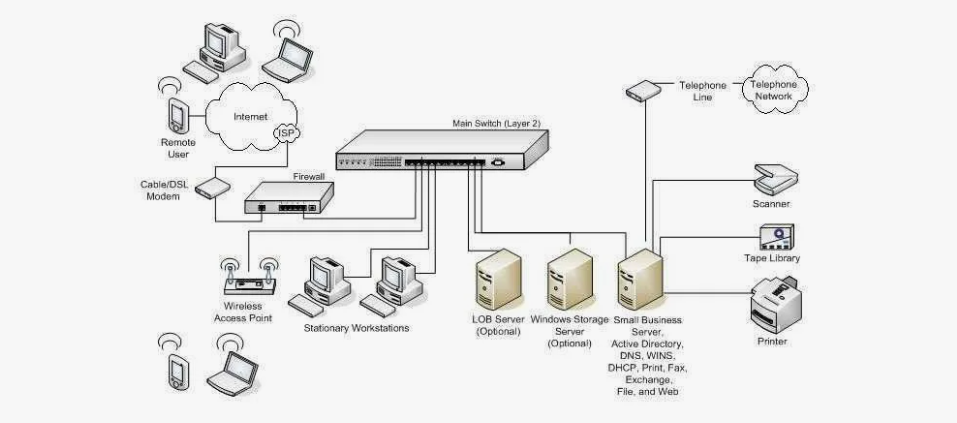 Internet
ISP
Remote
User
Cable/DSL
Modem
Firewall
Main Switch (Layer 2)
Telephone
Line
Telephone
Network
Scanner
Tape Library
Printer
Wireless
Access Point
Stationary Workstations
LOB Server
(Optional)
Windows Storage
Server
(Optional)
Small Business
Server,
Active Directory,
DNS, WINS,
DHCP, Print, Fax,
Exchange,
File, and Web